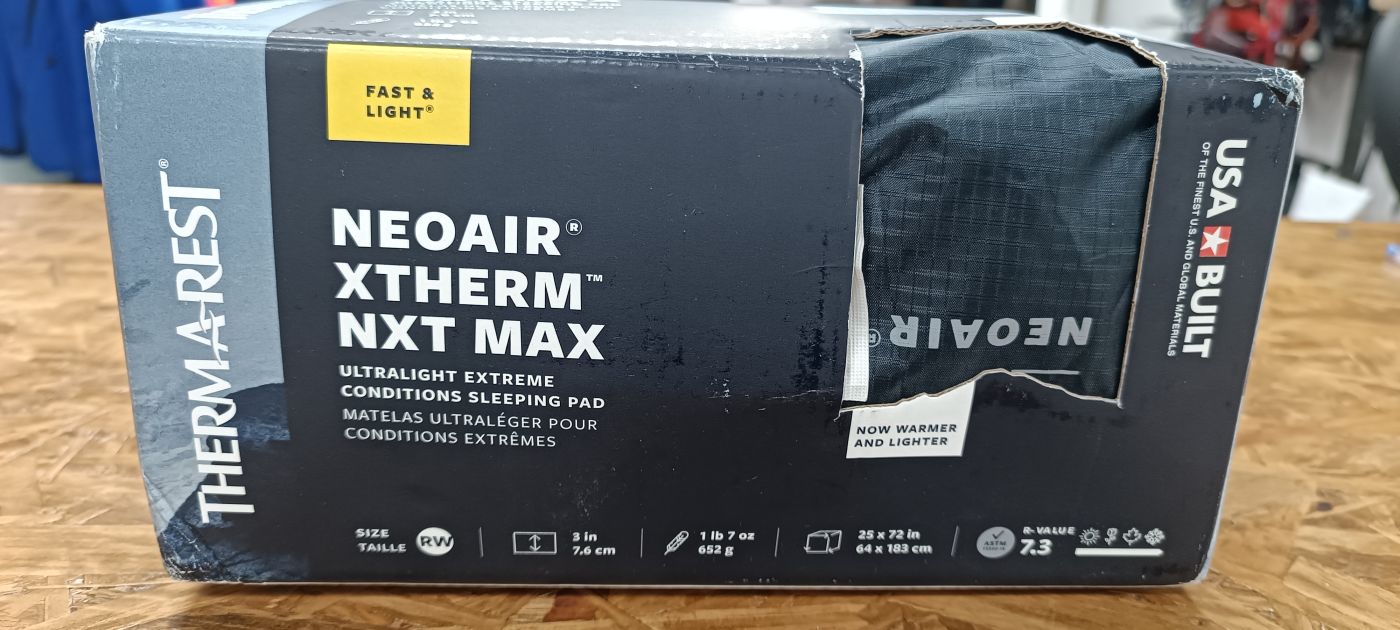 THERMAREST®
FAST &
LIGHT®
NEOAIR®
XTHERM™
NXT MAX
ULTRALIGHT EXTREME
CONDITIONS SLEEPING PAD
MATELAS ULTRALÉGER POUR
CONDITIONS EXTRÊMES
SIZE
TAILLE
RW
3 in
7,6 cm
1 lb 7 oz
652 g
25 x 72 in
64 x 183 cm
ASTM
R-VALUE
7.3
NEOAIR®
NOW WARMER
AND LIGHTER
USA BUILT
OF THE FINEST U.S. AND GLOBAL MATERIALS